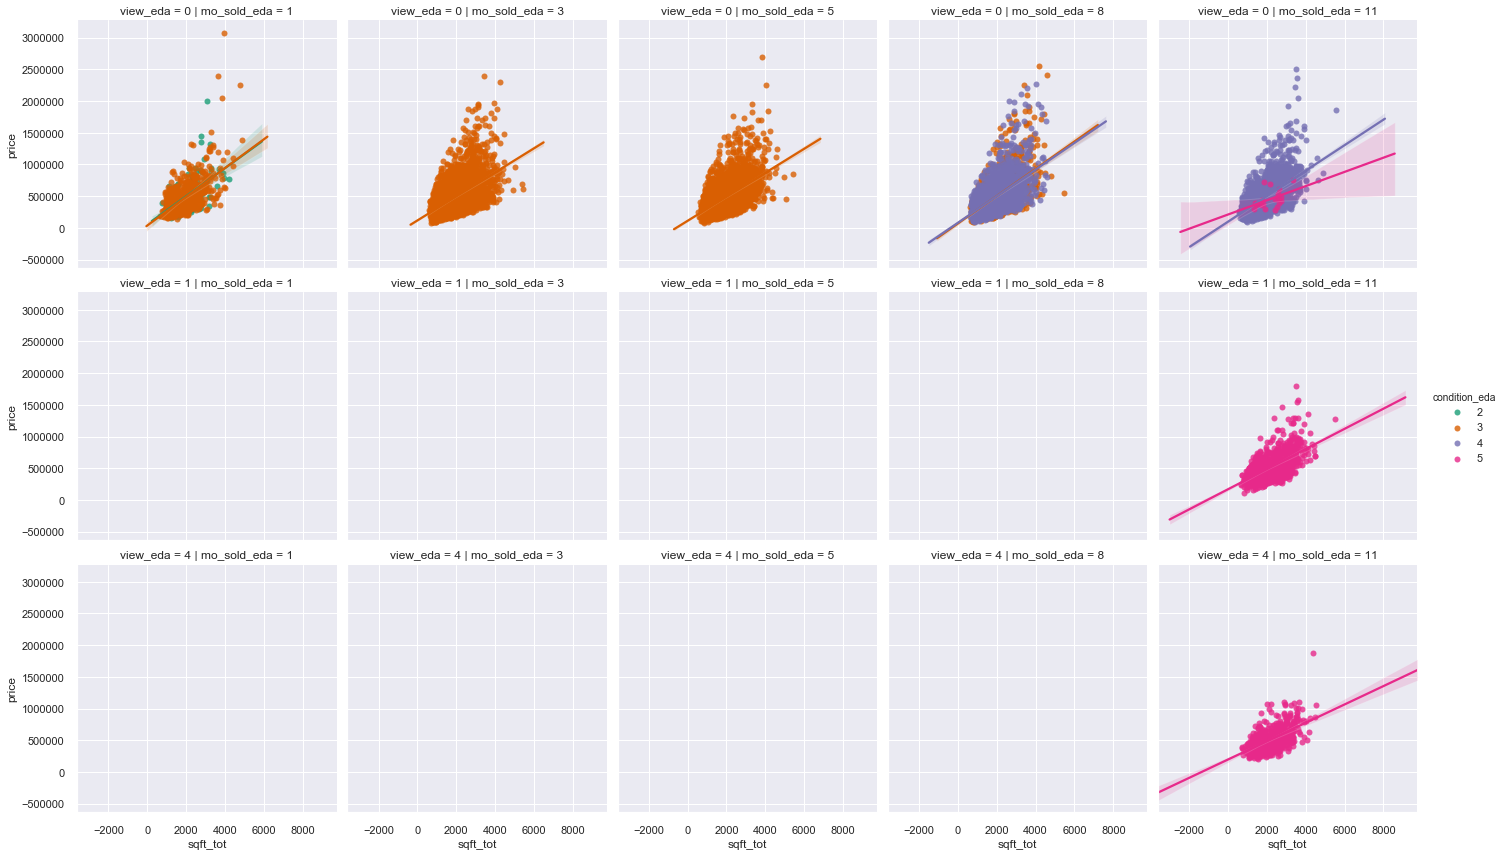 view_eda = 0 | mo_sold_eda = 1
view_eda = 0 | mo_sold_eda = 3
view_eda = 0 | mo_sold_eda = 5
view_eda = 0 | mo_sold_eda = 8
view_eda = 0 | mo_sold_eda = 11
3000000
2500000
2000000
1500000
1000000
500000
0
−500000
price
view_eda = 1 | mo_sold_eda = 1
view_eda = 1 | mo_sold_eda = 3
view_eda = 1 | mo_sold_eda = 5
view_eda = 1 | mo_sold_eda = 8
view_eda = 1 | mo_sold_eda = 11
3000000
2500000
2000000
1500000
1000000
500000
0
−500000
price
condition_eda
2
3
4
5
view_eda = 4 | mo_sold_eda = 1
view_eda = 4 | mo_sold_eda = 3
view_eda = 4 | mo_sold_eda = 5
view_eda = 4 | mo_sold_eda = 8
view_eda = 4 | mo_sold_eda = 11
3000000
2500000
2000000
1500000
1000000
500000
0
−500000
price
−2000 0 2000 4000 6000 8000
sqft_tot
−2000 0 2000 4000 6000 8000
sqft_tot
−2000 0 2000 4000 6000 8000
sqft_tot
−2000 0 2000 4000 6000 8000
sqft_tot
−2000 0 2000 4000 6000 8000
sqft_tot